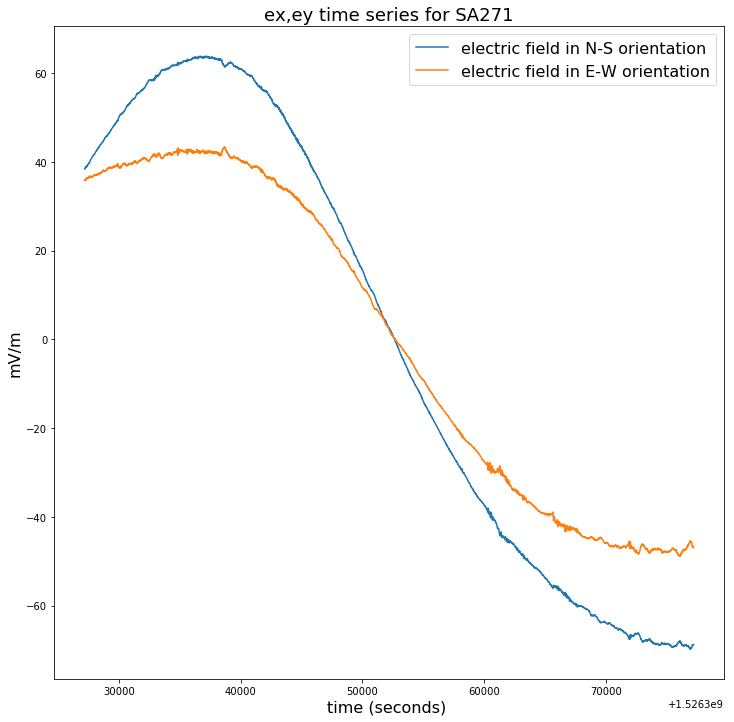 ex,ey time series for SA271
electric field in N-S orientation
electric field in E-W orientation
mV/m
60
40
20
0
−20
−40
−60
30000 40000 50000 60000 70000
time (seconds)
+1.5263e9